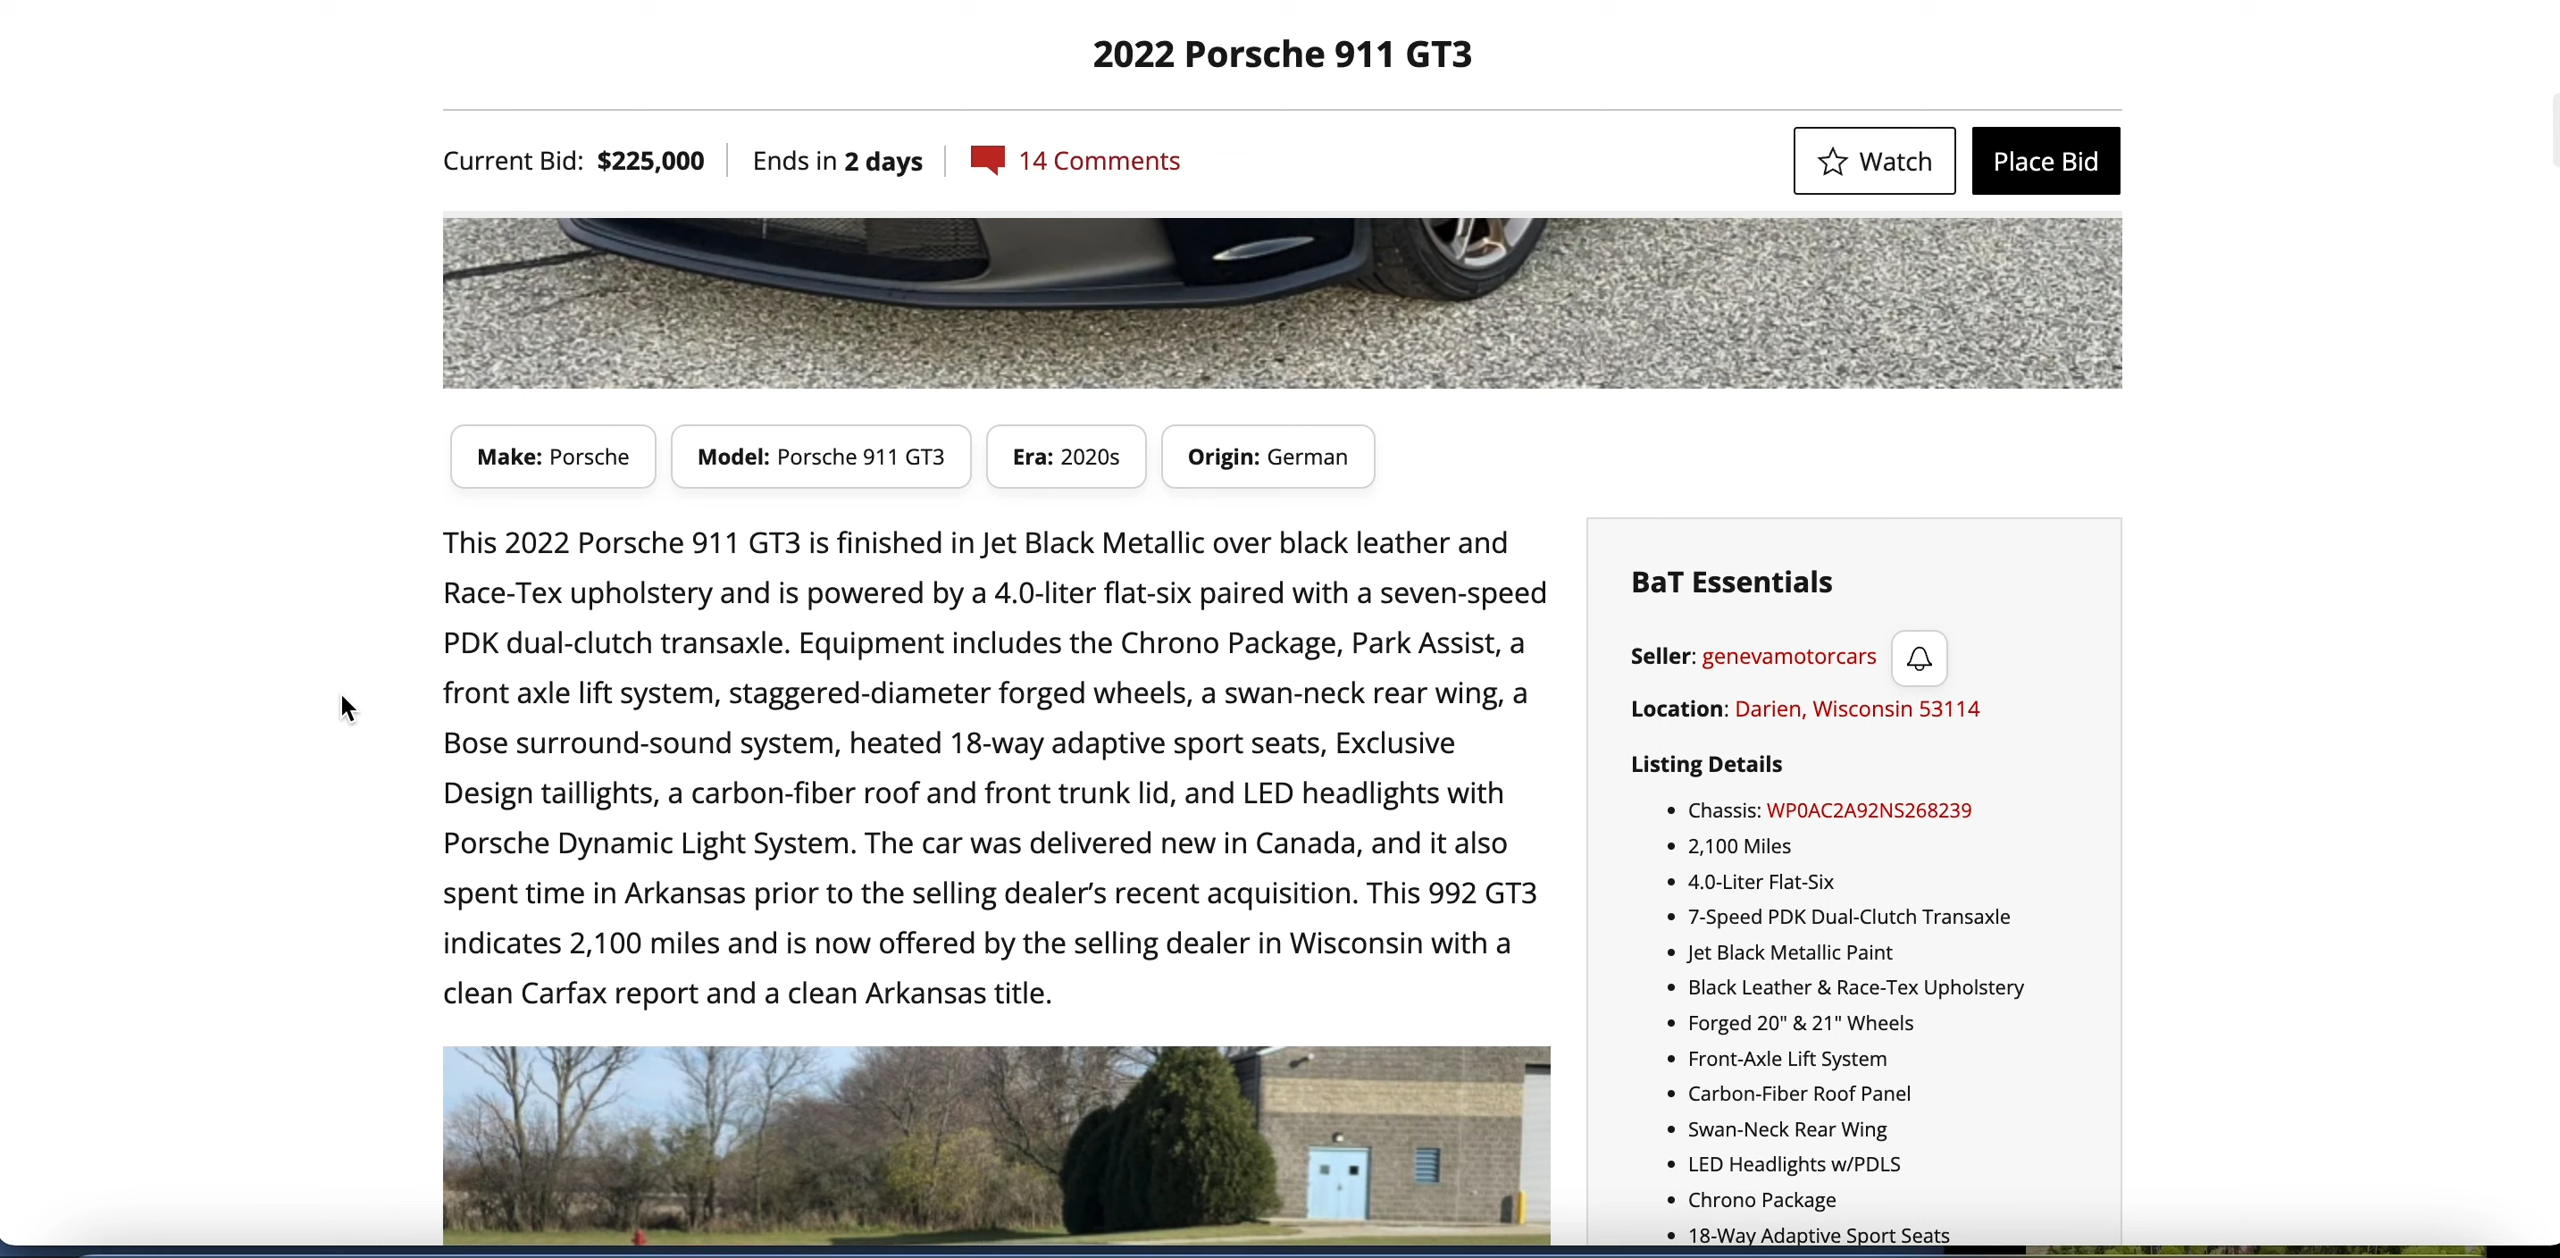 2022 Porsche 911 GT3
Current Bid: $225,000
Ends in 2 days
14 Comments
Watch
Place Bid
Make: Porsche
Model: Porsche 911 GT3
Era: 2020s
Origin: German
This 2022 Porsche 911 GT3 is finished in Jet Black Metallic over black leather and
Race-Tex upholstery and is powered by a 4.0-liter flat-six paired with a seven-speed
PDK dual-clutch transaxle. Equipment includes the Chrono Package, Park Assist, a
front axle lift system, staggered-diameter forged wheels, a swan-neck rear wing, a
Bose surround-sound system, heated 18-way adaptive sport seats, Exclusive
Design taillights, a carbon-fiber roof and front trunk lid, and LED headlights with
Porsche Dynamic Light System. The car was delivered new in Canada, and it also
spent time in Arkansas prior to the selling dealer’s recent acquisition. This 992 GT3
indicates 2,100 miles and is now offered by the selling dealer in Wisconsin with a
clean Carfax report and a clean Arkansas title.
BaT Essentials
Seller: genevamotorcars
Location: Darien, Wisconsin 53114
Listing Details
• Chassis: WP0AC2A92NS268239
• 2,100 Miles
• 4.0-Liter Flat-Six
• 7-Speed PDK Dual-Clutch Transaxle
• Jet Black Metallic Paint
• Black Leather & Race-Tex Upholstery
• Forged 20" & 21" Wheels
• Front-Axle Lift System
• Carbon-Fiber Roof Panel
• Swan-Neck Rear Wing
• LED Headlights w/PDLS
• Chrono Package
• 18-Way Adaptive Sport Seats